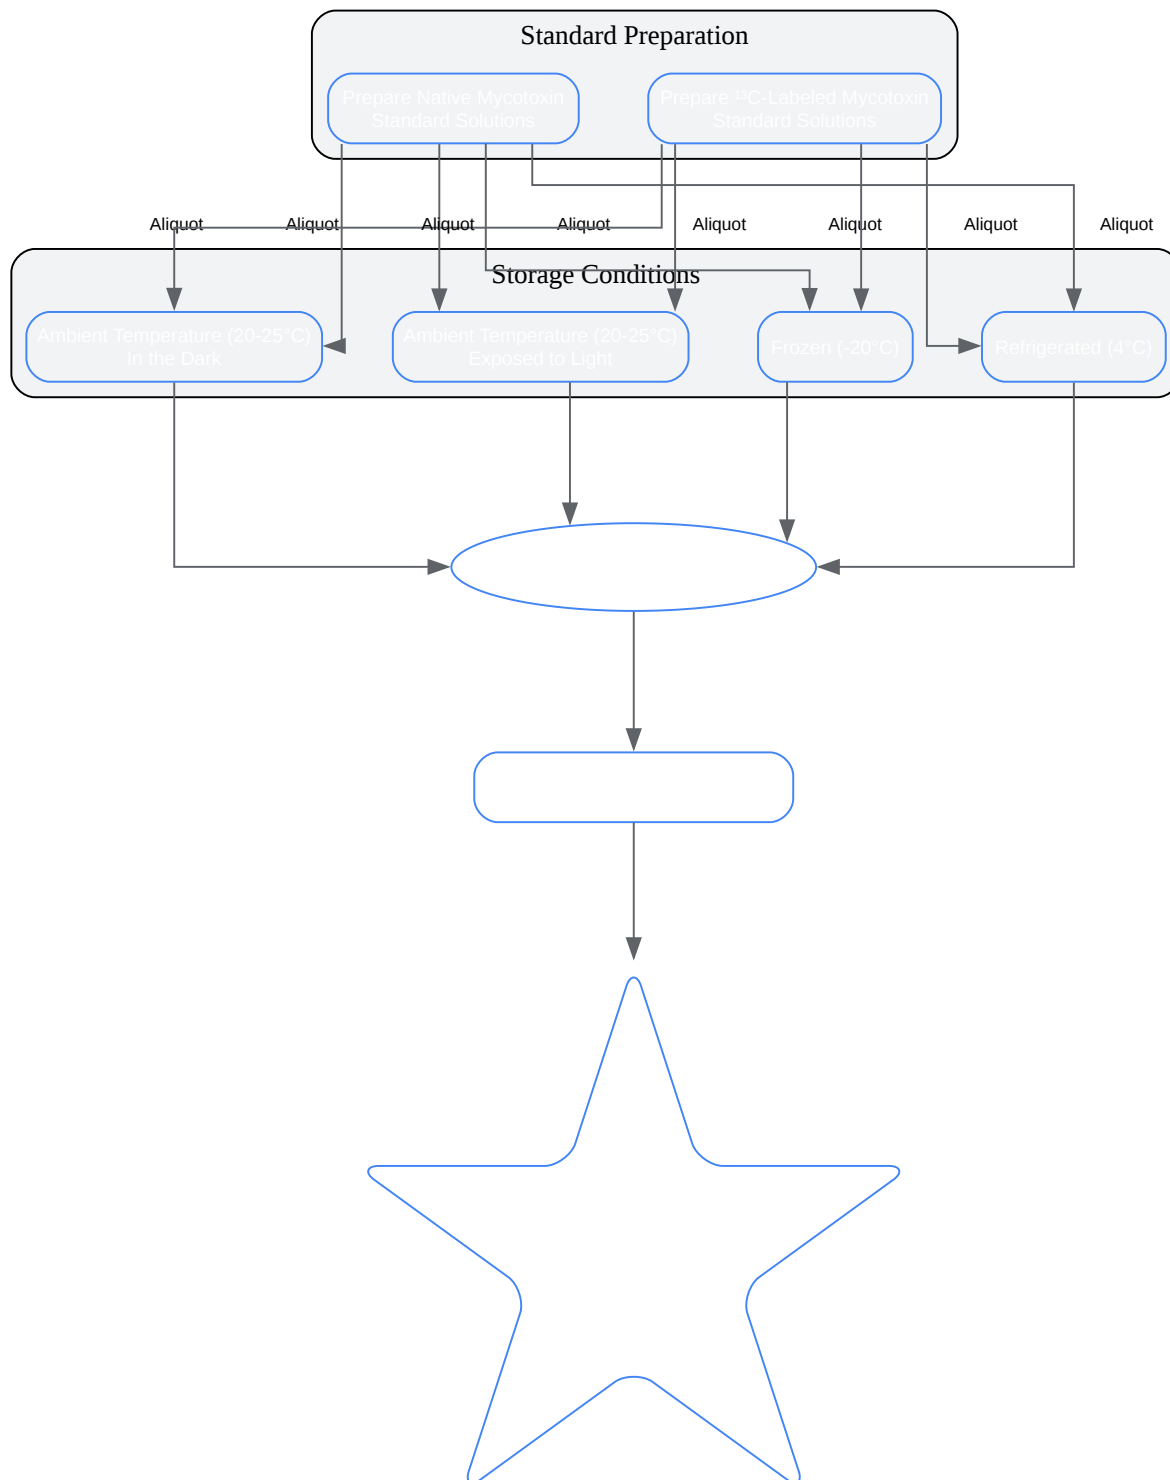 Standard Preparation
Prepare Native Mycotoxin
Standard Solutions
Prepare ¹³C-Labeled Mycotoxin
Standard Solutions
Aliquot
Aliquot
Aliquot
Aliquot
Aliquot
Aliquot
Aliquot
Aliquot
Storage Conditions
Ambient Temperature (20-25°C)
In the Dark
Ambient Temperature (20-25°C)
Exposed to Light
Frozen (-20°C)
Refrigerated (4°C)